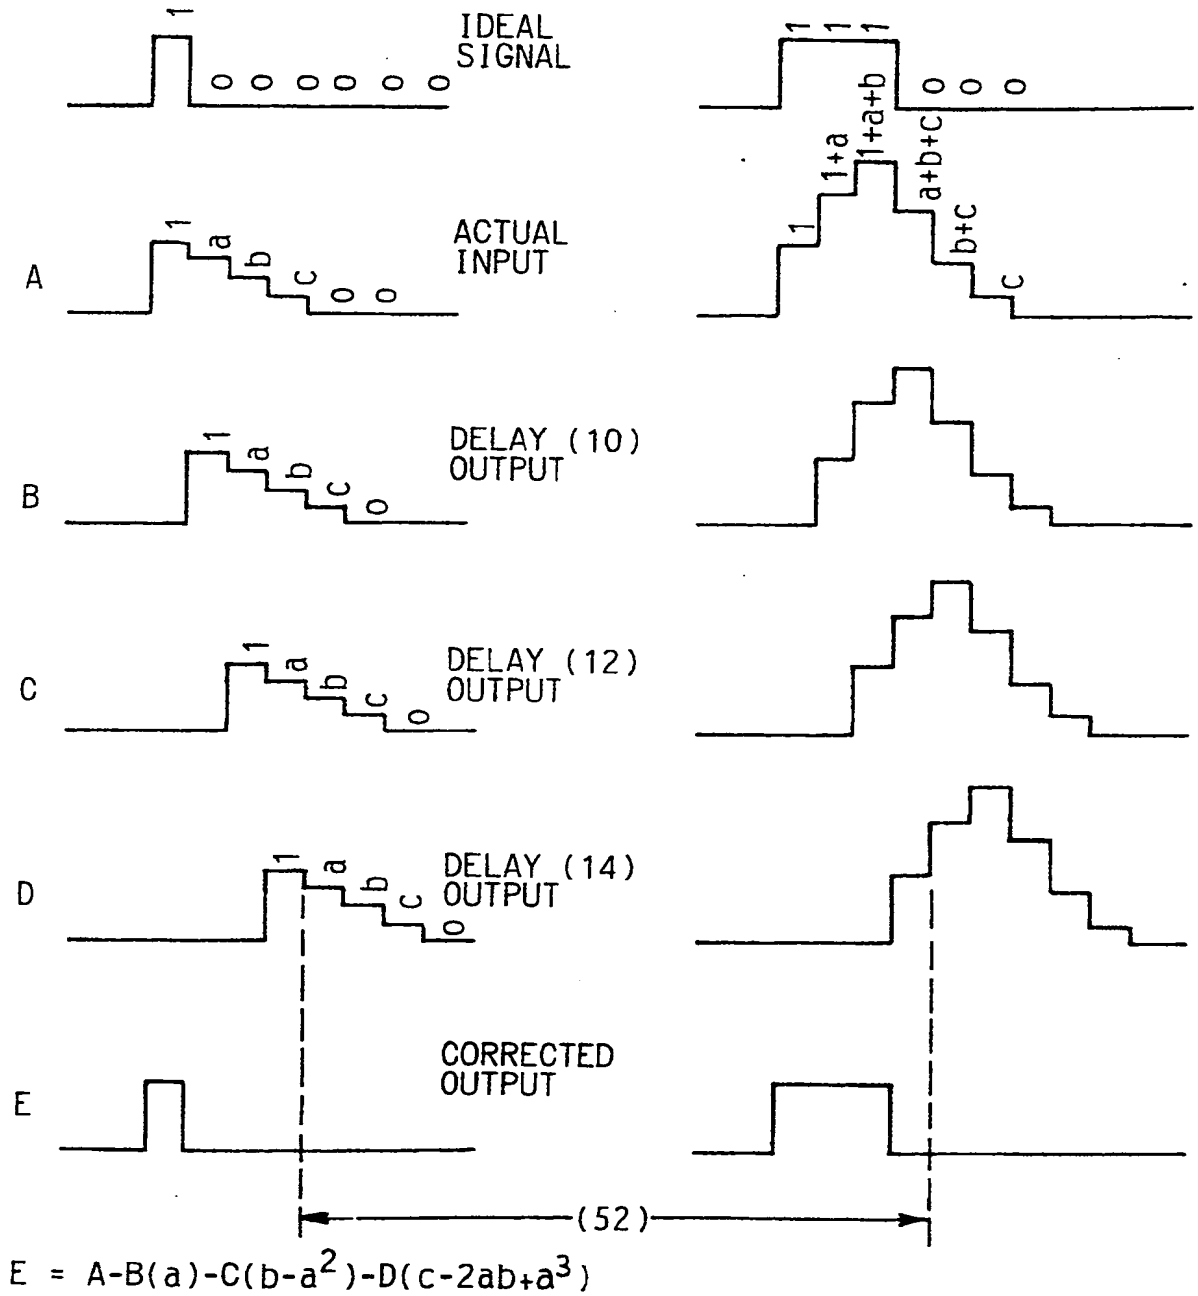 1
0 0 0 0 0 0
IDEAL
SIGNAL
1 1 1
0 0 0
A
1 a b c 0 0
ACTUAL
INPUT
1
1+a
1+a+b
a+b+c
b+c
c
B
1 a b c 0
DELAY (10)
OUTPUT
C
1 a b c 0
DELAY (12)
OUTPUT
D
1 a b c 0
DELAY (14)
OUTPUT
E
CORRECTED
OUTPUT
(52)
E = A-B(a)-C(b-a²)-D(c-2ab+a³)